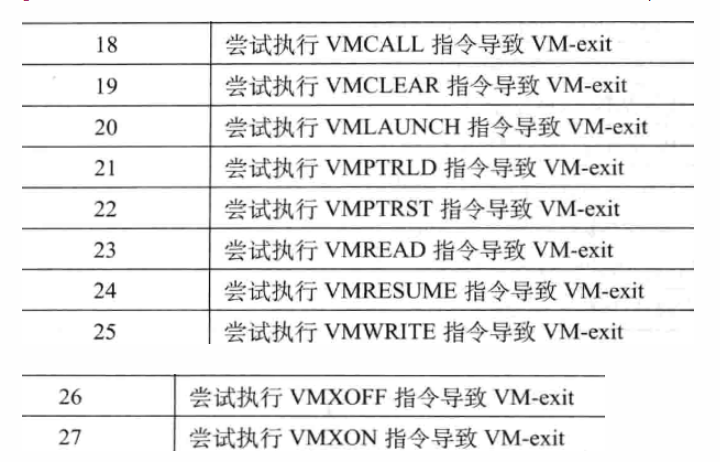 18 尝试执行 VMCALL 指令导致 VM-exit
19 尝试执行 VMCLEAR 指令导致 VM-exit
20 尝试执行 VMLAUNCH 指令导致 VM-exit
21 尝试执行 VMPTRLD 指令导致 VM-exit
22 尝试执行 VMPTRST 指令导致 VM-exit
23 尝试执行 VMREAD 指令导致 VM-exit
24 尝试执行 VMRESUME 指令导致 VM-exit
25 尝试执行 VMWRITE 指令导致 VM-exit
26 尝试执行 VMXOFF 指令导致 VM-exit
27 尝试执行 VMXON 指令导致 VM-exit